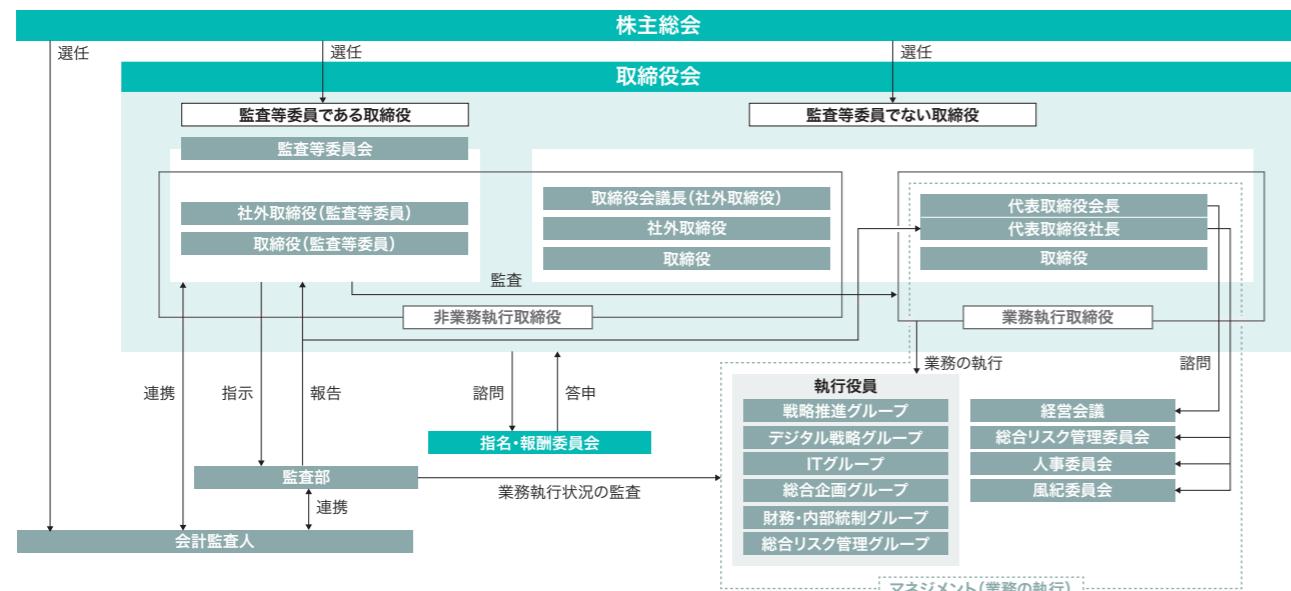 株主総会
選任
選任
選任
取締役会
監査等委員である取締役
監査等委員でない取締役
監査等委員会
取締役会議長(社外取締役)
代表取締役会長
社外取締役(監査等委員)
社外取締役
代表取締役社長
取締役(監査等委員)
取締役
取締役
監査
非業務執行取締役
業務執行取締役
連携
指示
報告
諮問
答申
業務の執行
諮問
執行役員
戦略推進グループ
経営会議
指名・報酬委員会
デジタル戦略グループ
総合リスク管理委員会
ITグループ
人事委員会
監査部
業務執行状況の監査
総合企画グループ
風紀委員会
連携
財務・内部統制グループ
会計監査人
総合リスク管理グループ
マネジメント(業務の執行)